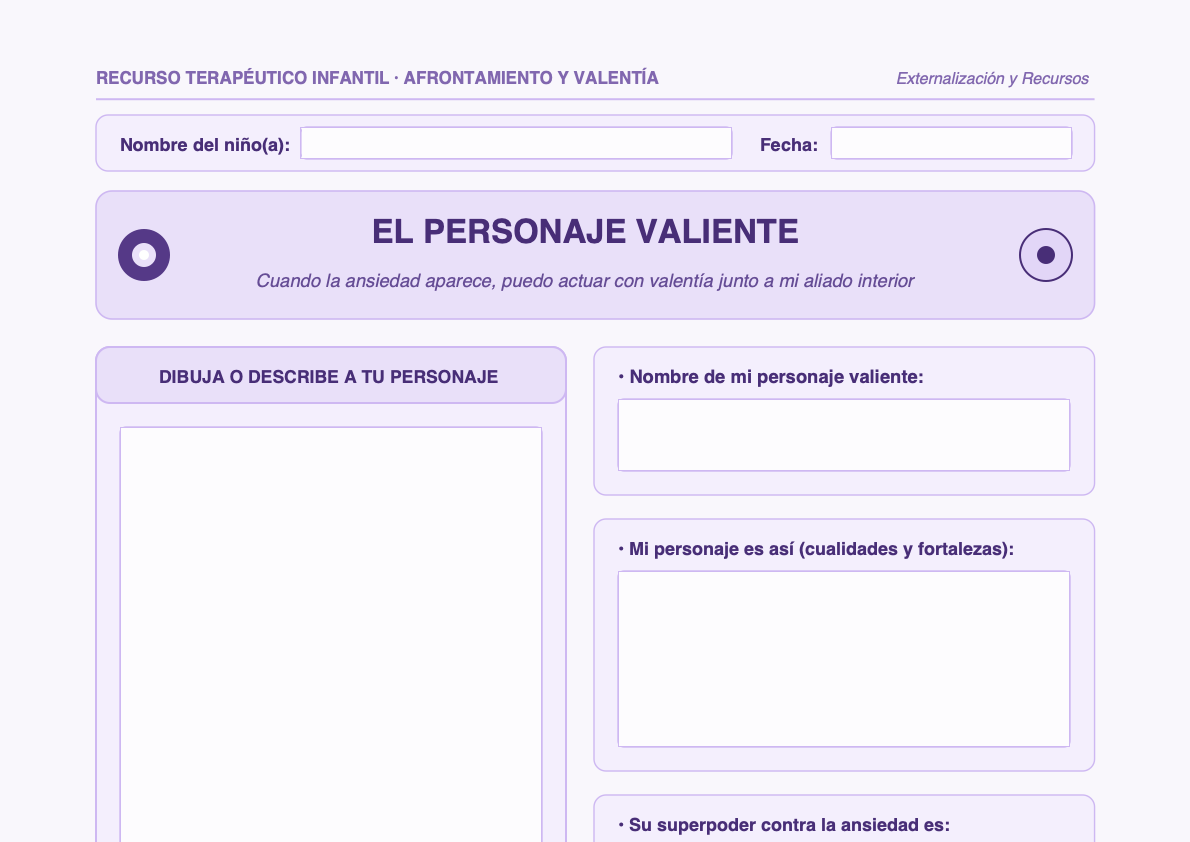 RECURSO TERAPÉUTICO INFANTIL · AFRONTAMIENTO Y VALENTÍA
Externalización y Recursos
Nombre del niño(a):
Fecha:
EL PERSONAJE VALIENTE
Cuando la ansiedad aparece, puedo actuar con valentía junto a mi aliado interior
DIBUJA O DESCRIBE A TU PERSONAJE
· Nombre de mi personaje valiente:
· Mi personaje es así (cualidades y fortalezas):
· Su superpoder contra la ansiedad es: